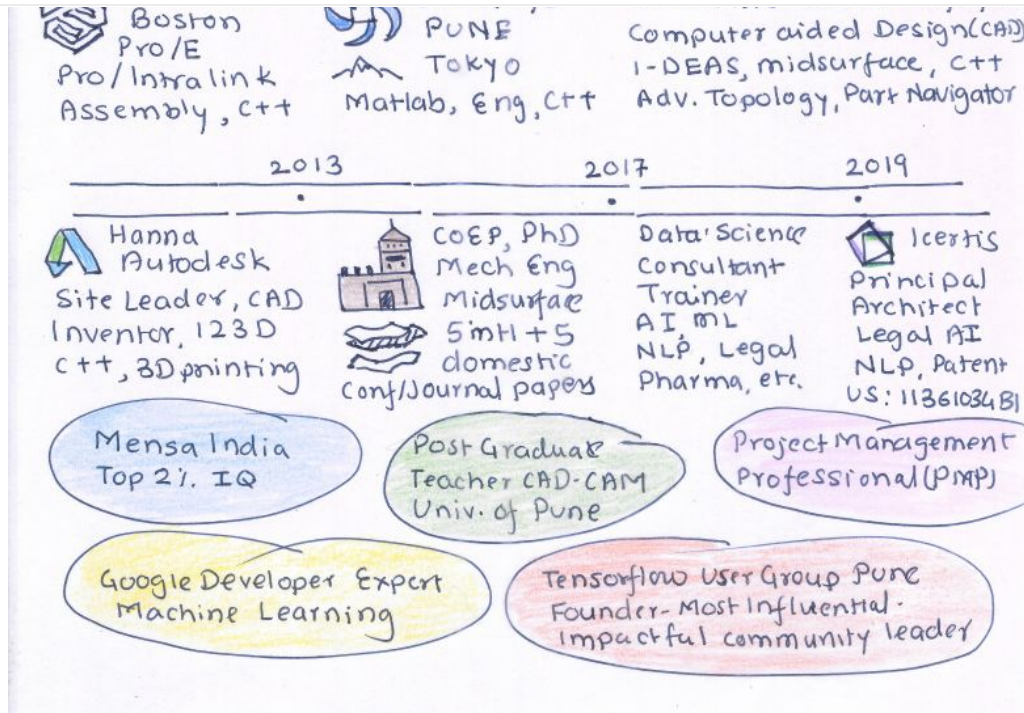 Boston
Pro/E
Pro/Intralink
Assembly, C++
PUNE
Tokyo
Matlab, Eng, C++
Computer aided Design(CAD)
I-DEAS, midsurface, C++
Adv. Topology, Part Navigator
2013
2017
2019
Hanna
Autodesk
Site Leader, CAD
Inventor, 123D
C++, 3D printing
COEP, PhD
Mech Eng
Midsurface
5 intl + 5
domestic
Conf/Journal papers
Data Science
Consultant
Trainer
AI, ML
NLP, Legal
Pharma, etc.
Icertis
Principal
Architect
Legal AI
NLP, Patent
US: 11361034B1
Mensa India
Top 2% IQ
Post Graduate
Teacher CAD-CAM
Univ. of Pune
Project Management
Professional (PMP)
Google Developer Expert
Machine Learning
Tensorflow User Group Pune
Founder-Most Influential.
Impactful community leader